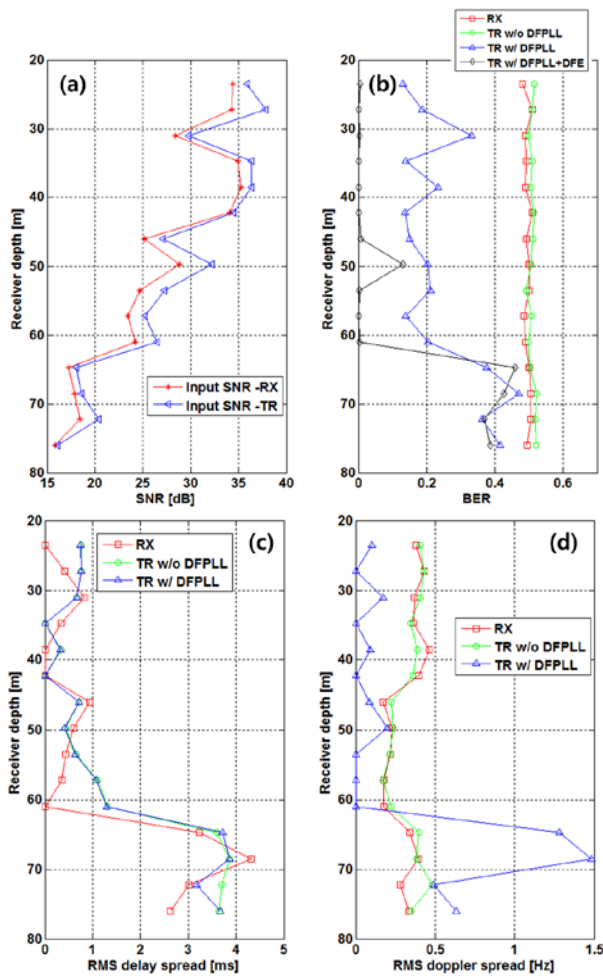 (a)
Receiver depth [m]
20
30
40
50
60
70
80
15
20
25
30
35
40
SNR [dB]
Input SNR -RX
Input SNR -TR
RX
TR w/o DFPLL
TR w/ DFPLL
TR w/ DFPLL+DFE
(b)
Receiver depth [m]
20
30
40
50
60
70
80
0
0.2
0.4
0.6
BER
(c)
RX
TR w/o DFPLL
TR w/ DFPLL
Receiver depth [m]
20
30
40
50
60
70
80
0
1
2
3
4
5
RMS delay spread [ms]
(d)
RX
TR w/o DFPLL
TR w/ DFPLL
Receiver depth [m]
20
30
40
50
60
70
80
0
0.5
1
1.5
RMS doppler spread [Hz]